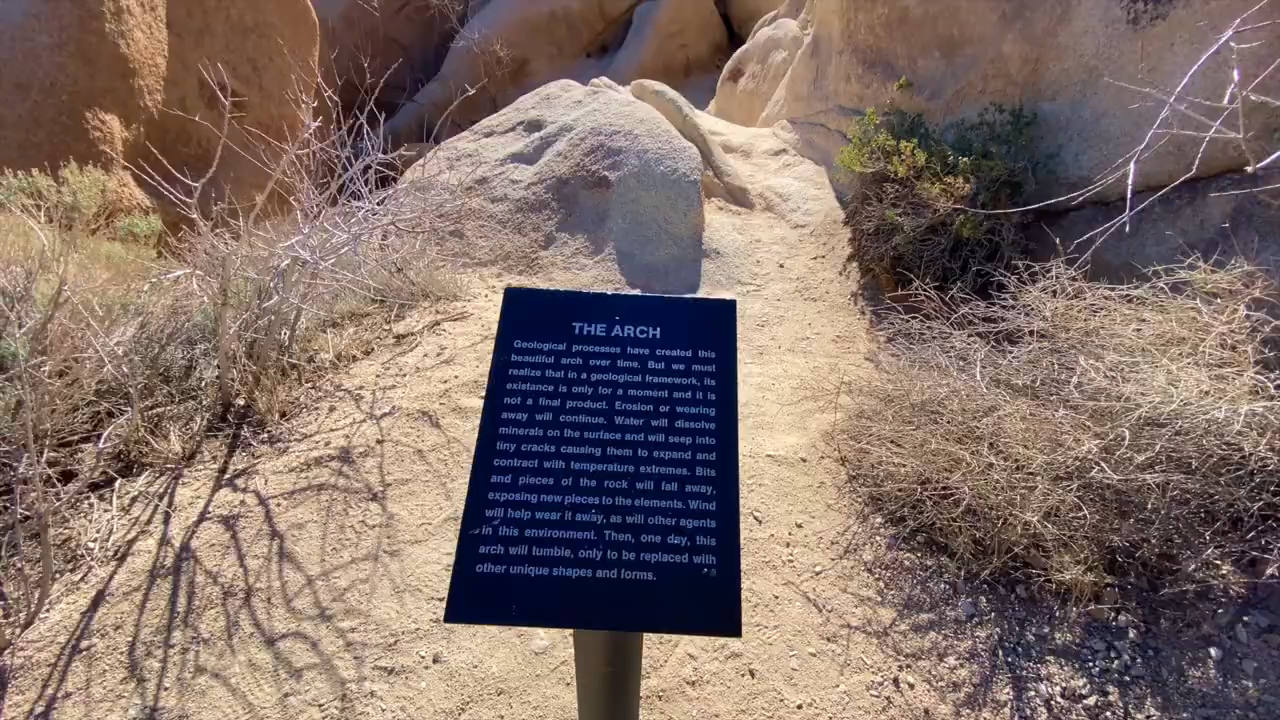 THE ARCH
Geological processes have created this
beautiful arch over time. But we must
realize that in a geological framework, its
existance is only for a moment and it is
not a final product. Erosion or wearing
away will continue. Water will dissolve
minerals on the surface and will seep into
tiny cracks causing them to expand and
contract with temperature extremes. Bits
and pieces of the rock will fall away,
exposing new pieces to the elements. Wind
will help wear it away, as will other agents
in this environment. Then, one day, this
arch will tumble, only to be replaced with
other unique shapes and forms.